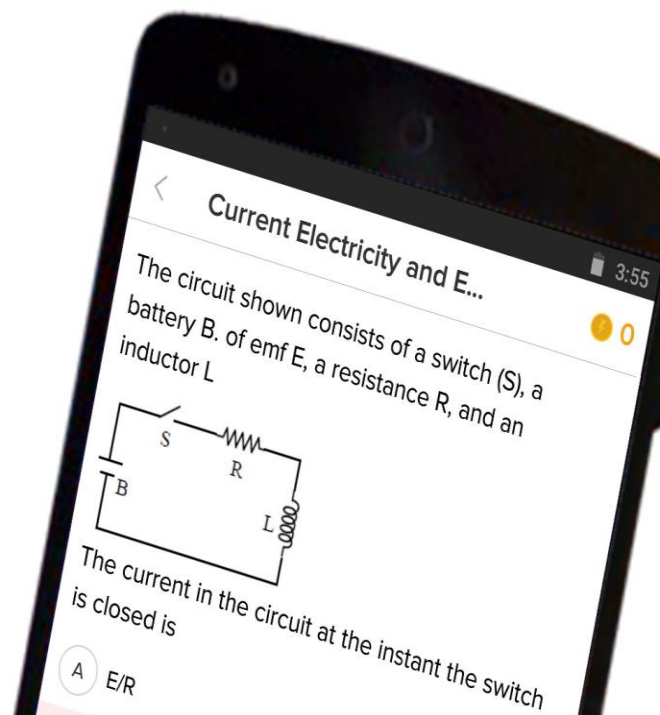 3:55
Current Electricity and E...
0
The circuit shown consists of a switch (S), a
battery B. of emf E, a resistance R, and an
inductor L
S
R
B
L
The current in the circuit at the instant the switch
is closed is
A E/R